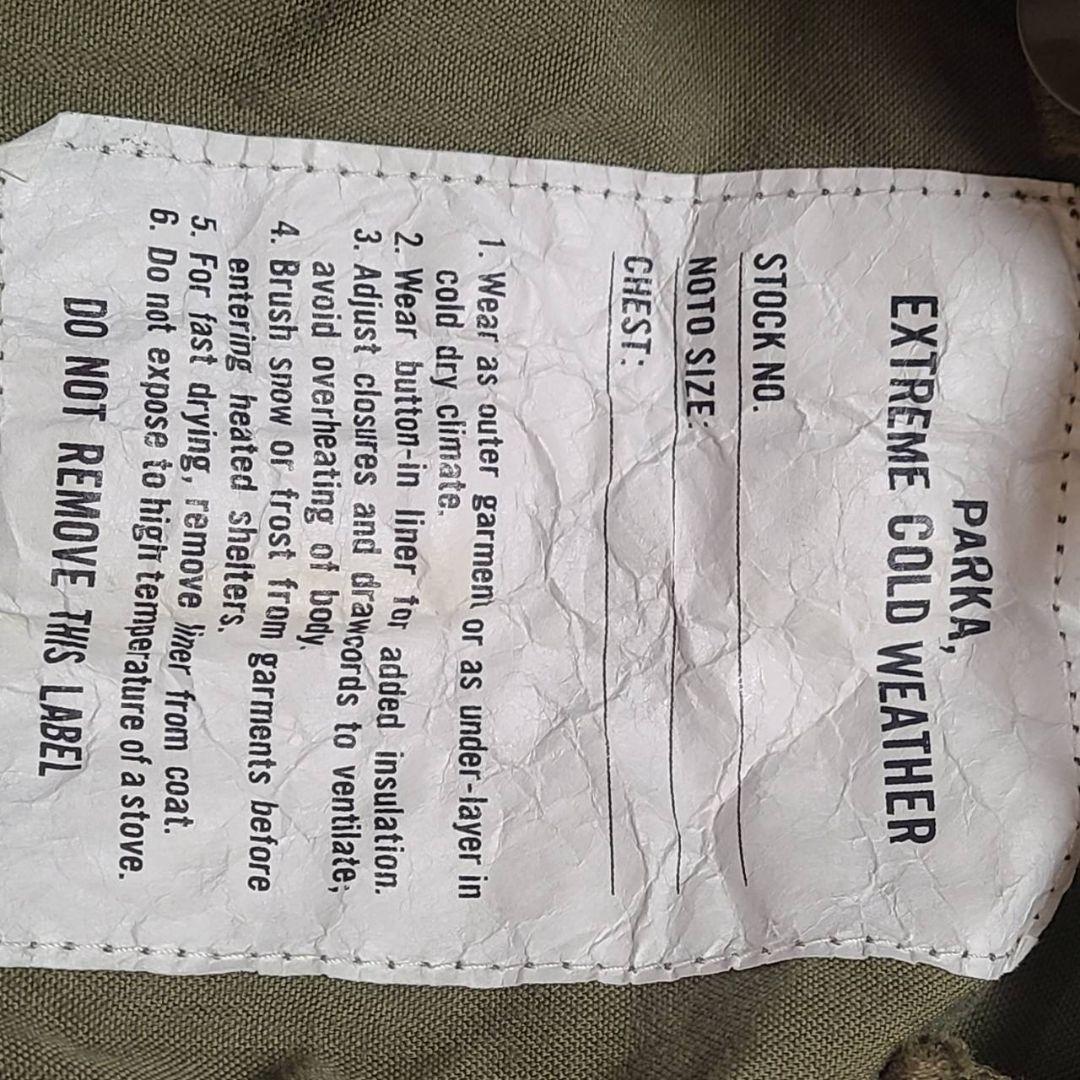 PARKA,
EXTREME COLD WEATHER
STOCK NO.
NOTO SIZE:
CHEST:
1. Wear as outer garment or as under-layer in
cold dry climate.
2. Wear button-in liner for added insulation.
3. Adjust closures and drawcords to ventilate;
avoid overheating of body.
4. Brush snow or frost from garments before
entering heated shelters.
5. For fast drying, remove liner from coat.
6. Do not expose to high temperature of a stove.
DO NOT REMOVE THIS LABEL